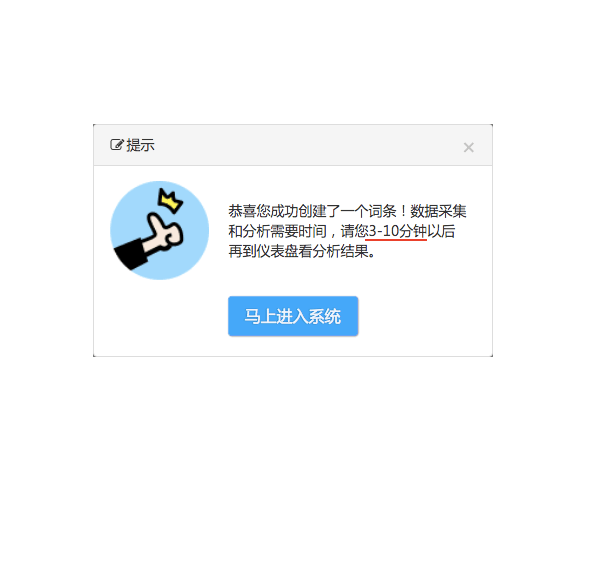 提示
恭喜您成功创建了一个词条！数据采集
和分析需要时间，请您3-10分钟以后
再到仪表盘看分析结果。
马上进入系统